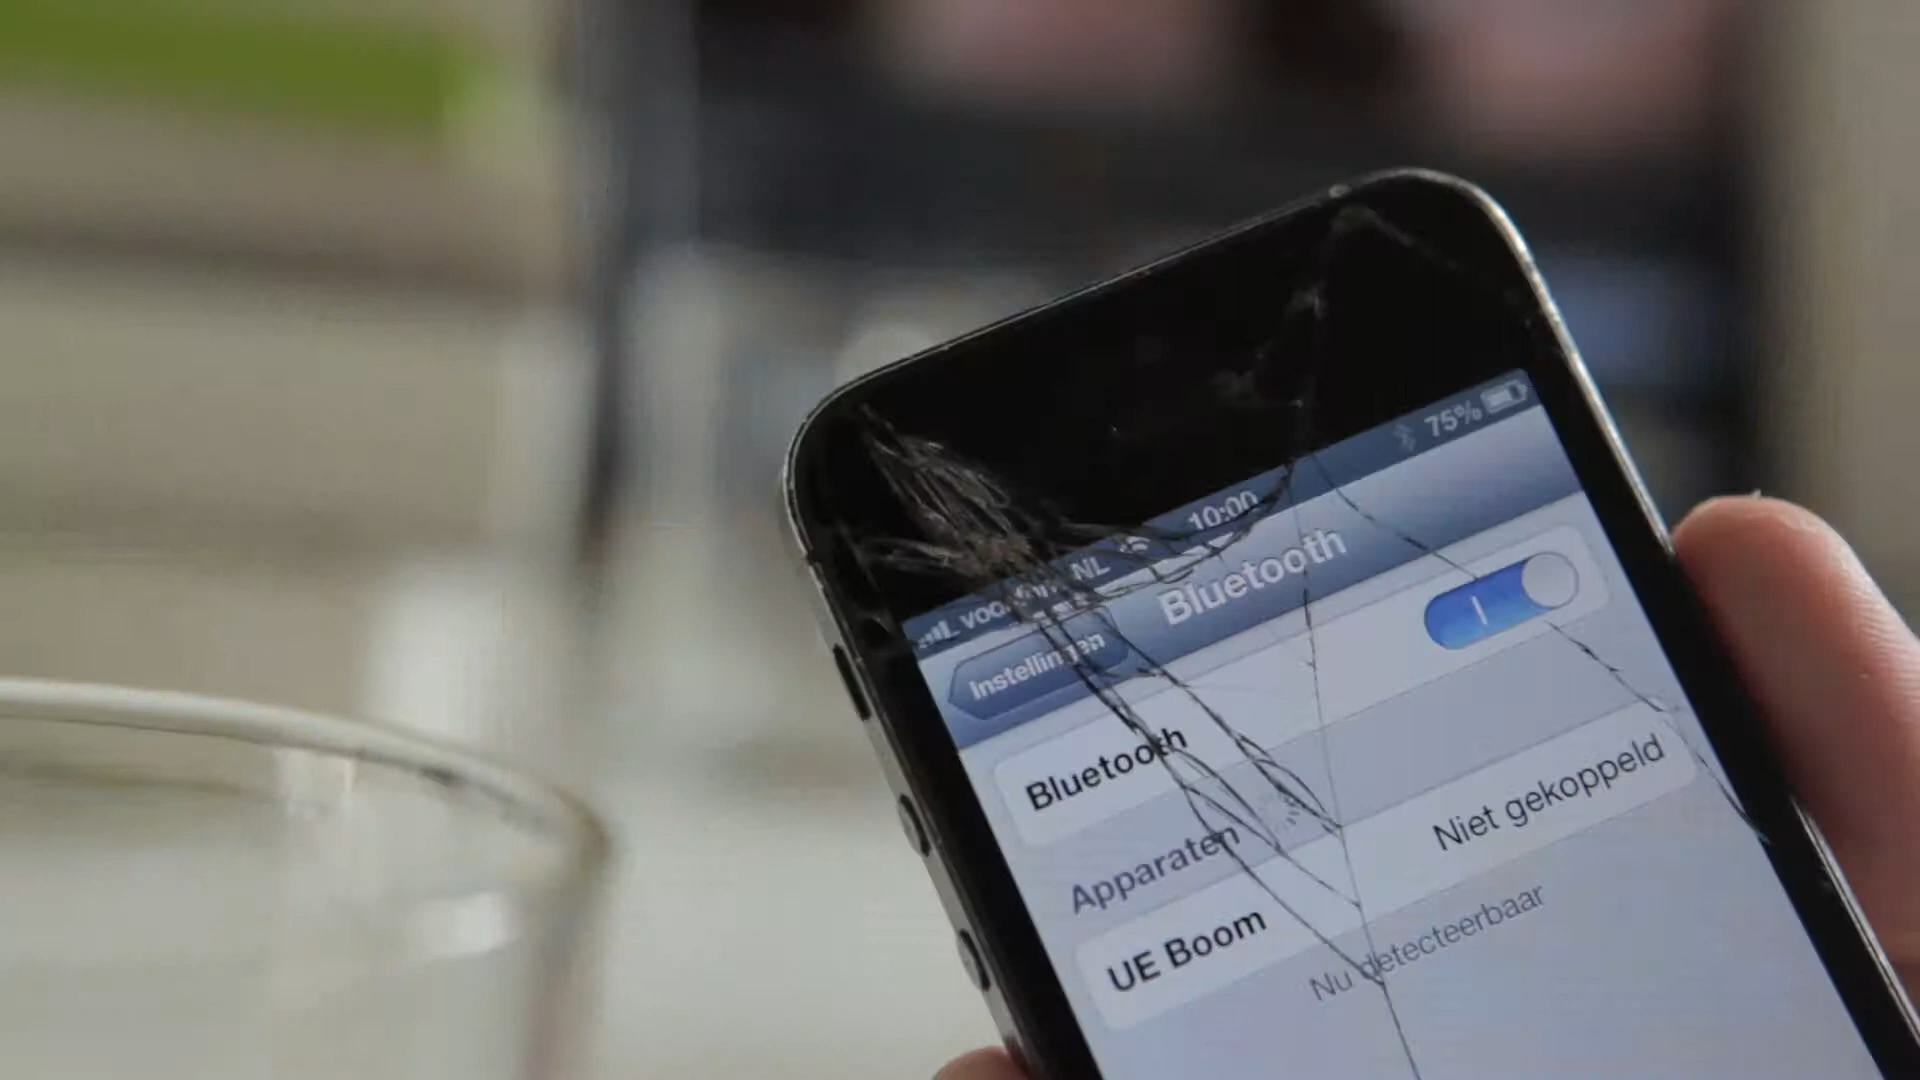 NL 10:00 75%
Instellingen Bluetooth
Bluetooth
Apparaten
UE Boom Niet gekoppeld
Nu detecteerbaar